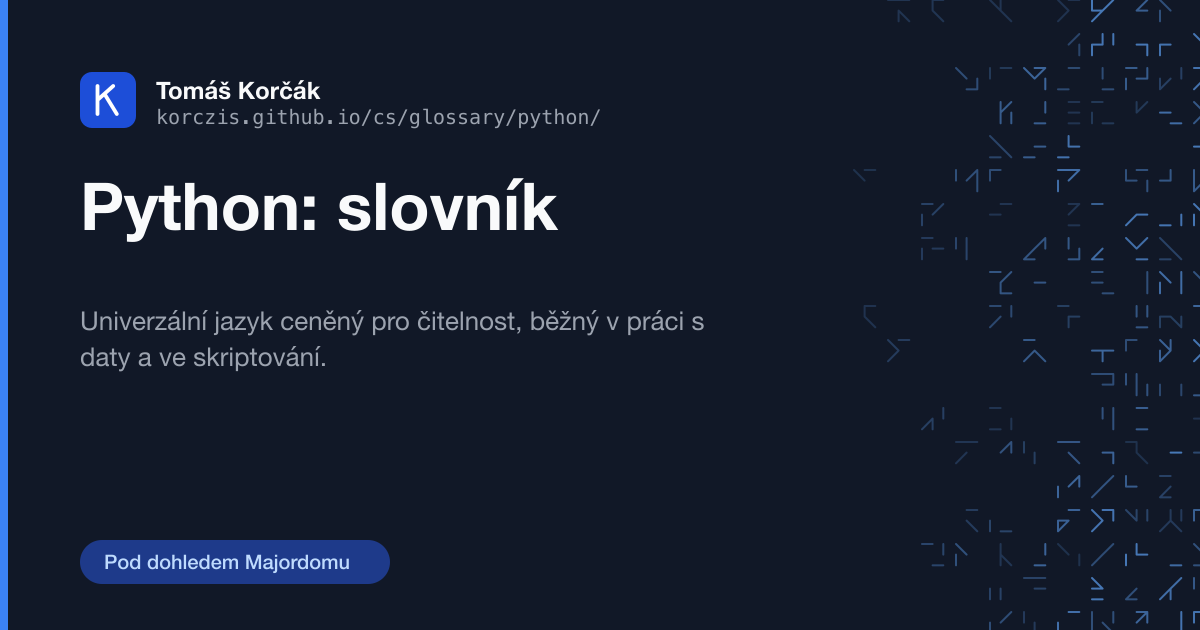 Tomáš Korčák
korczis.github.io/cs/glossary/python/
Python: slovník
Univerzální jazyk ceněný pro čitelnost, běžný v práci s
daty a ve skriptování.
Pod dohledem Majordomu